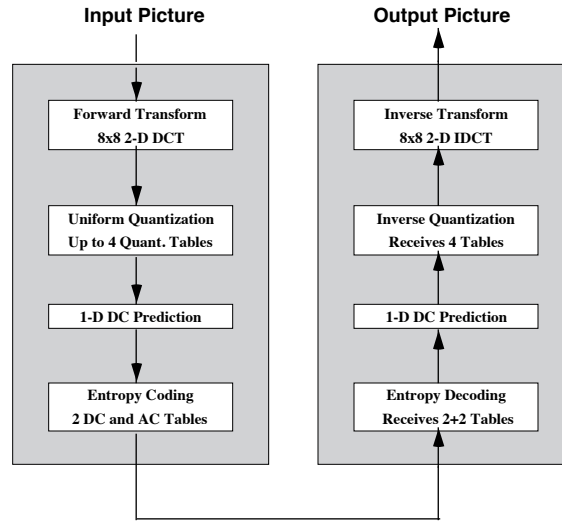 Input Picture
Forward Transform
8x8 2-D DCT
Uniform Quantization
Up to 4 Quant. Tables
1-D DC Prediction
Entropy Coding
2 DC and AC Tables
Output Picture
Inverse Transform
8x8 2-D IDCT
Inverse Quantization
Receives 4 Tables
1-D DC Prediction
Entropy Decoding
Receives 2+2 Tables